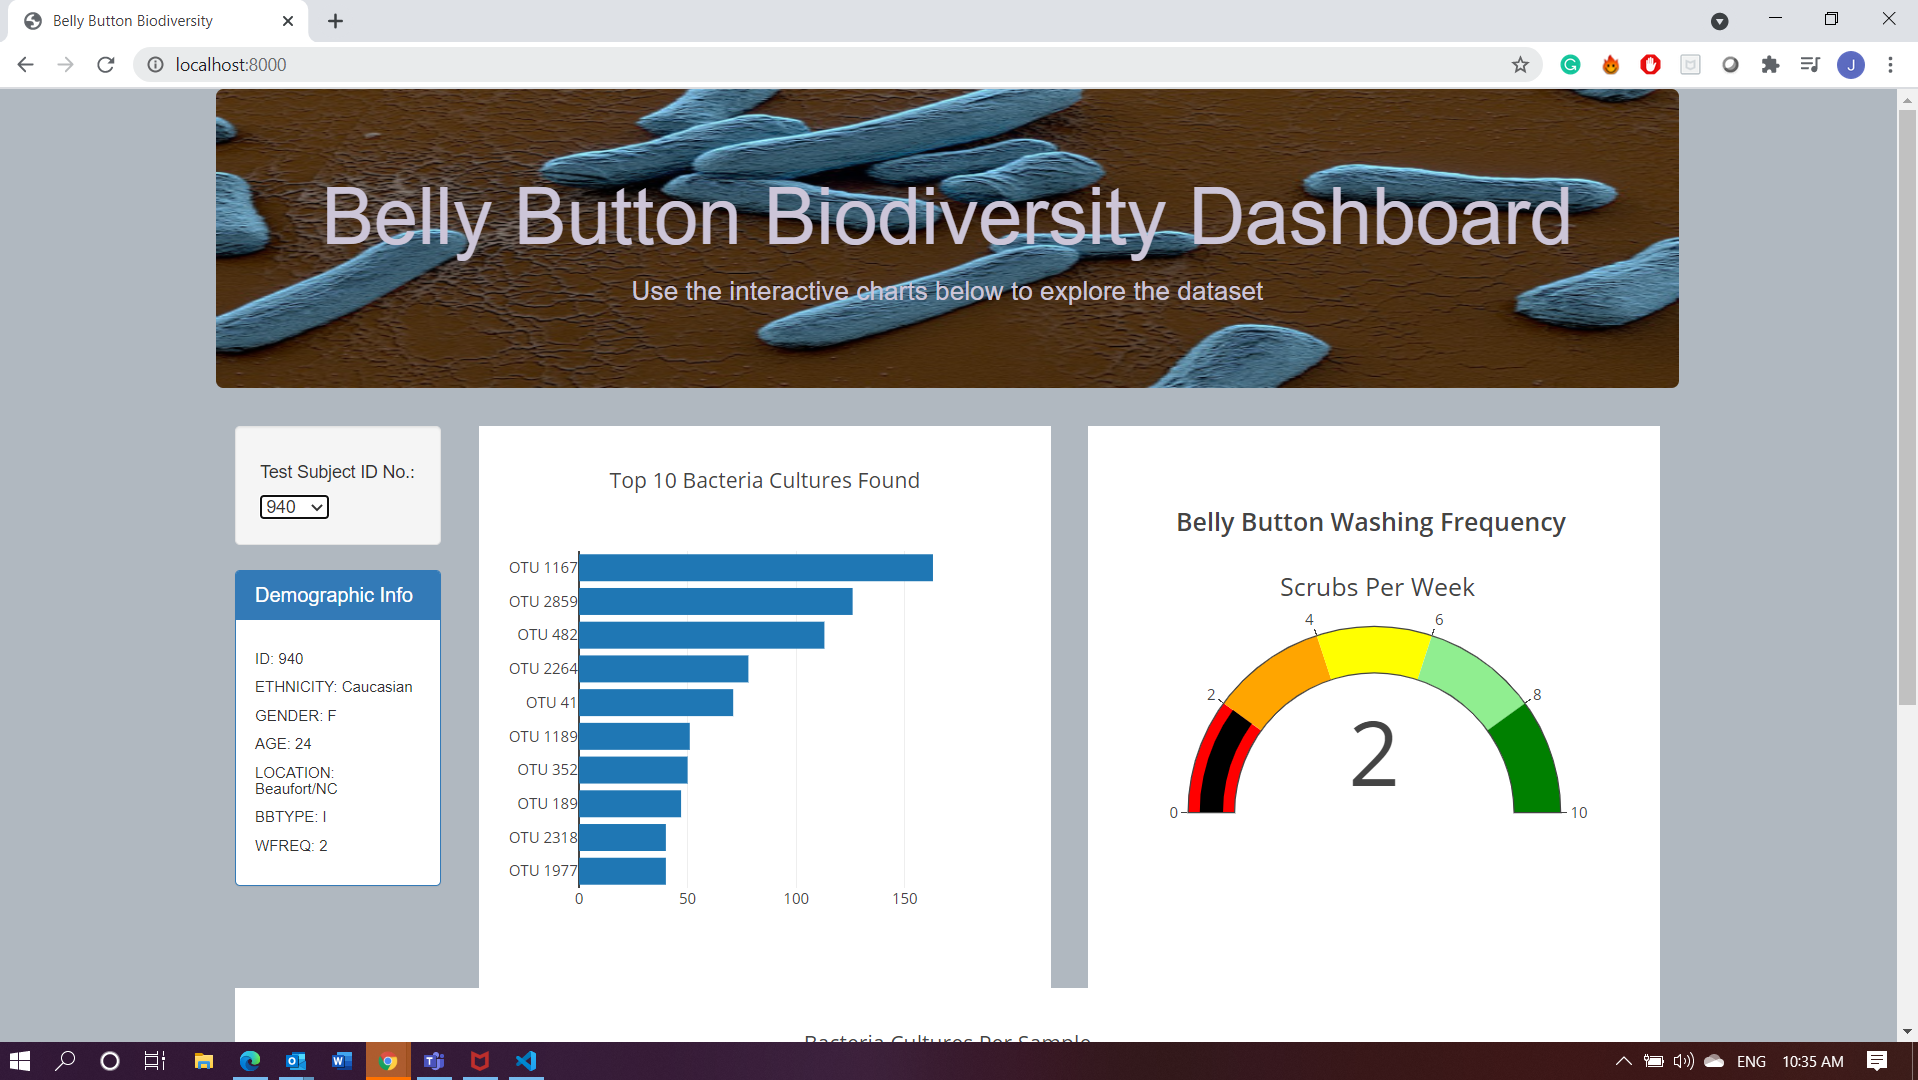 Belly Button Biodiversity
localhost:8000
J
Belly Button Biodiversity Dashboard
Use the interactive charts below to explore the dataset
Test Subject ID No.:
940
Demographic Info
ID: 940
ETHNICITY: Caucasian
GENDER: F
AGE: 24
LOCATION:
Beaufort/NC
BBTYPE: I
WFREQ: 2
Top 10 Bacteria Cultures Found
OTU 1167
OTU 2859
OTU 482
OTU 2264
OTU 41
OTU 1189
OTU 352
OTU 189
OTU 2318
OTU 1977
0 50 100 150
Belly Button Washing Frequency
Scrubs Per Week
4 6
2 8
2
0 10
Bacteria Cultures Per Sample
ENG 10:35 AM